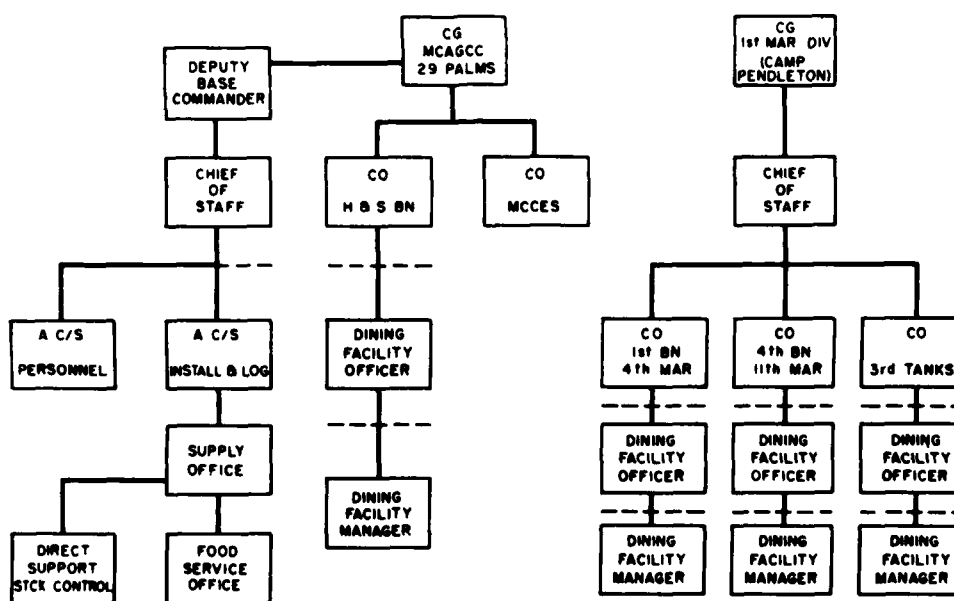 CG
MCAGCC
29 PALMS
DEPUTY
BASE
COMMANDER
CHIEF
OF
STAFF
CO
H & S BN
CO
MCCES
A C/S
PERSONNEL
A C/S
INSTALL & LOG
DINING
FACILITY
OFFICER
SUPPLY
OFFICE
DINING
FACILITY
MANAGER
DIRECT
SUPPORT
STCK CONTROL
FOOD
SERVICE
OFFICE
CG
1st MAR DIV
(CAMP
PENDLETON)
CHIEF
OF
STAFF
CO
1st BN
4th MAR
CO
4th BN
11th MAR
CO
3rd TANKS
DINING
FACILITY
OFFICER
DINING
FACILITY
OFFICER
DINING
FACILITY
OFFICER
DINING
FACILITY
MANAGER
DINING
FACILITY
MANAGER
DINING
FACILITY
MANAGER